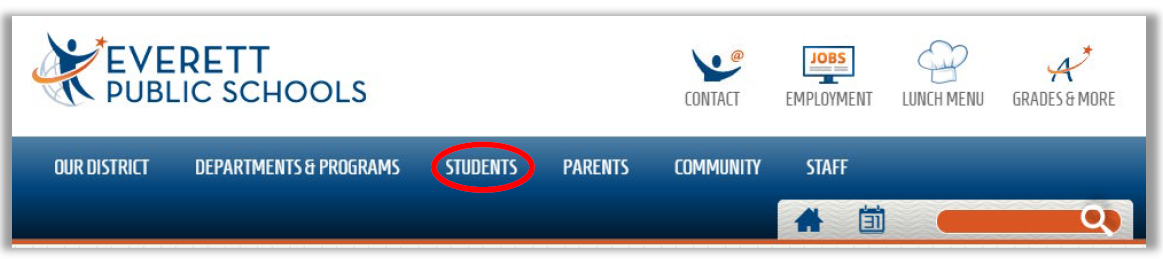 EVERETT
PUBLIC SCHOOLS
@
JOBS
CONTACT EMPLOYMENT LUNCH MENU GRADES & MORE
OUR DISTRICT DEPARTMENTS & PROGRAMS STUDENTS PARENTS COMMUNITY STAFF
31